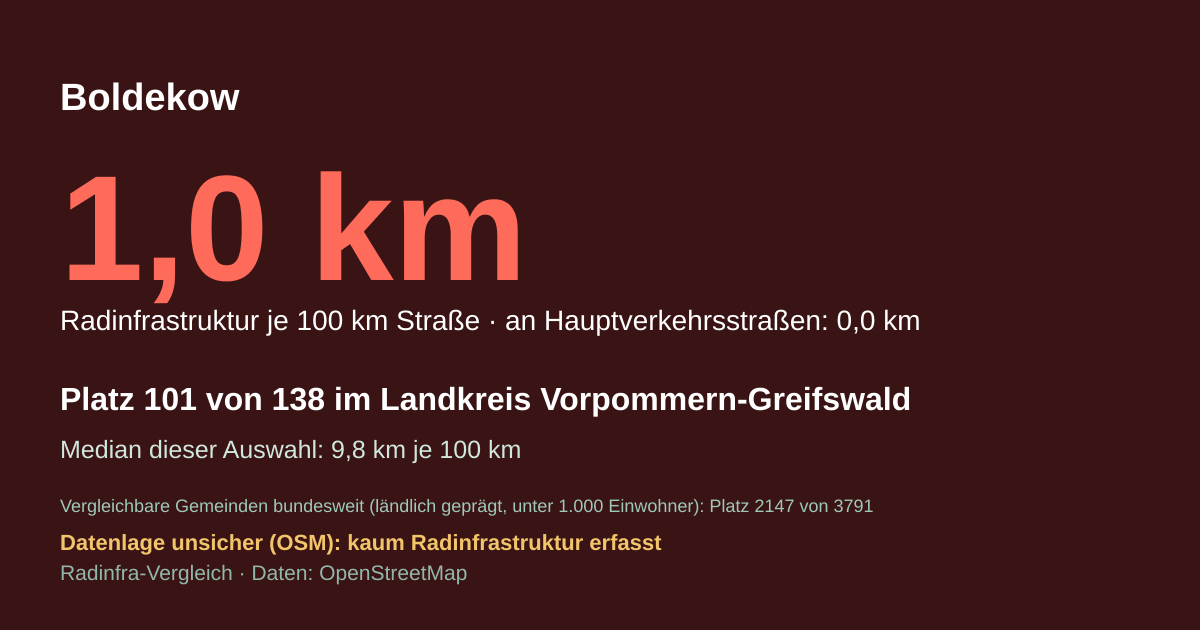 Boldekow
1,0 km
Radinfrastruktur je 100 km Straße · an Hauptverkehrsstraßen: 0,0 km
Platz 101 von 138 im Landkreis Vorpommern-Greifswald
Median dieser Auswahl: 9,8 km je 100 km
Vergleichbare Gemeinden bundesweit (ländlich geprägt, unter 1.000 Einwohner): Platz 2147 von 3791
Datenlage unsicher (OSM): kaum Radinfrastruktur erfasst
Radinfra-Vergleich · Daten: OpenStreetMap